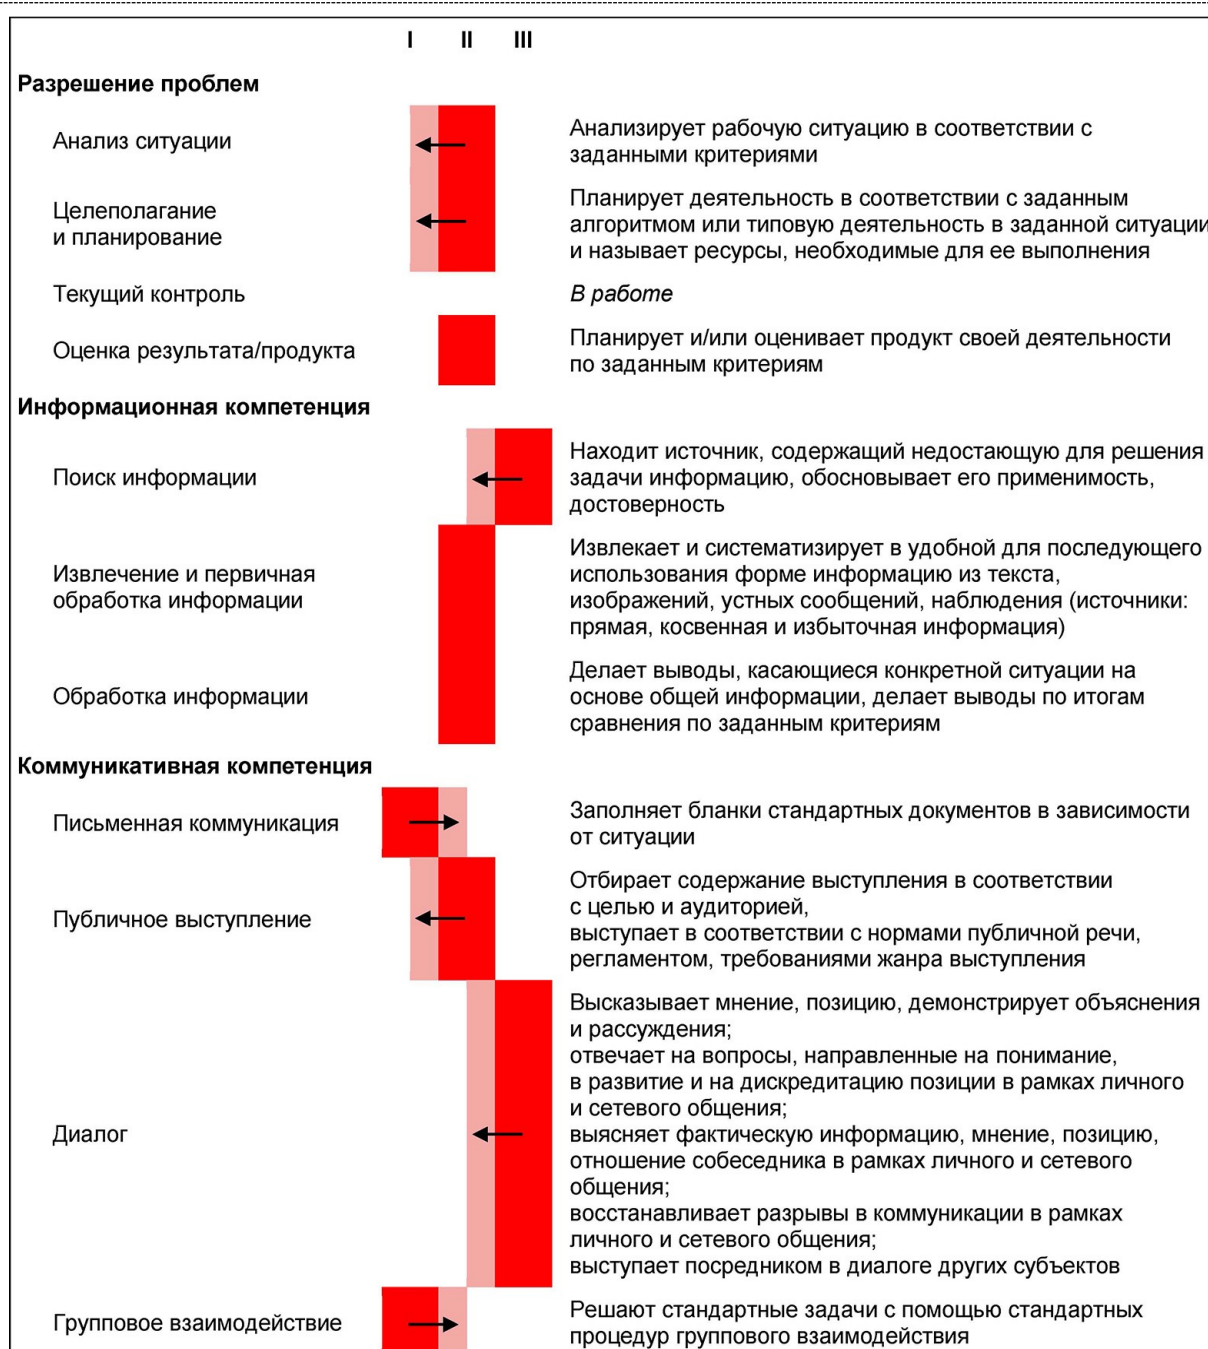 I II III
Разрешение проблем
Анализ ситуации
Анализирует рабочую ситуацию в соответствии с
заданными критериями
Целеполагание
и планирование
Планирует деятельность в соответствии с заданным
алгоритмом или типовую деятельность в заданной ситуации
и называет ресурсы, необходимые для ее выполнения
Текущий контроль
В работе
Оценка результата/продукта
Планирует и/или оценивает продукт своей деятельности
по заданным критериям
Информационная компетенция
Поиск информации
Находит источник, содержащий недостающую для решения
задачи информацию, обосновывает его применимость,
достоверность
Извлечение и первичная
обработка информации
Извлекает и систематизирует в удобной для последующего
использования форме информацию из текста,
изображений, устных сообщений, наблюдения (источники:
прямая, косвенная и избыточная информация)
Обработка информации
Делает выводы, касающиеся конкретной ситуации на
основе общей информации, делает выводы по итогам
сравнения по заданным критериям
Коммуникативная компетенция
Письменная коммуникация
Заполняет бланки стандартных документов в зависимости
от ситуации
Публичное выступление
Отбирает содержание выступления в соответствии
с целью и аудиторией,
выступает в соответствии с нормами публичной речи,
регламентом, требованиями жанра выступления
Диалог
Высказывает мнение, позицию, демонстрирует объяснения
и рассуждения;
отвечает на вопросы, направленные на понимание,
в развитие и на дискредитацию позиции в рамках личного
и сетевого общения;
выясняет фактическую информацию, мнение, позицию,
отношение собеседника в рамках личного и сетевого
общения;
восстанавливает разрывы в коммуникации в рамках
личного и сетевого общения;
выступает посредником в диалоге других субъектов
Групповое взаимодействие
Решают стандартные задачи с помощью стандартных
процедур группового взаимодействия